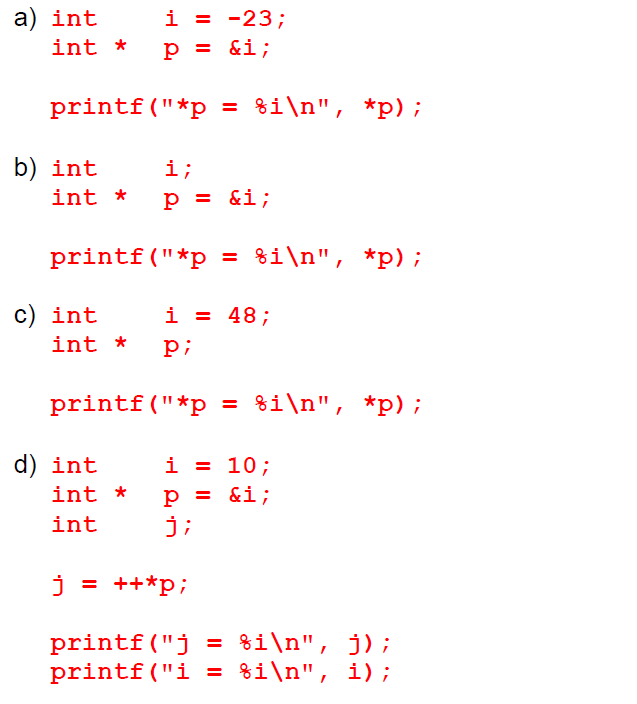 a) int    i = -23;
int *  p = &i;
printf("*p = %i\n", *p);
b) int    i;
int *  p = &i;
printf("*p = %i\n", *p);
c) int    i = 48;
int *  p;
printf("*p = %i\n", *p);
d) int    i = 10;
int *  p = &i;
int    j;
j = ++*p;
printf("j = %i\n", j);
printf("i = %i\n", i);